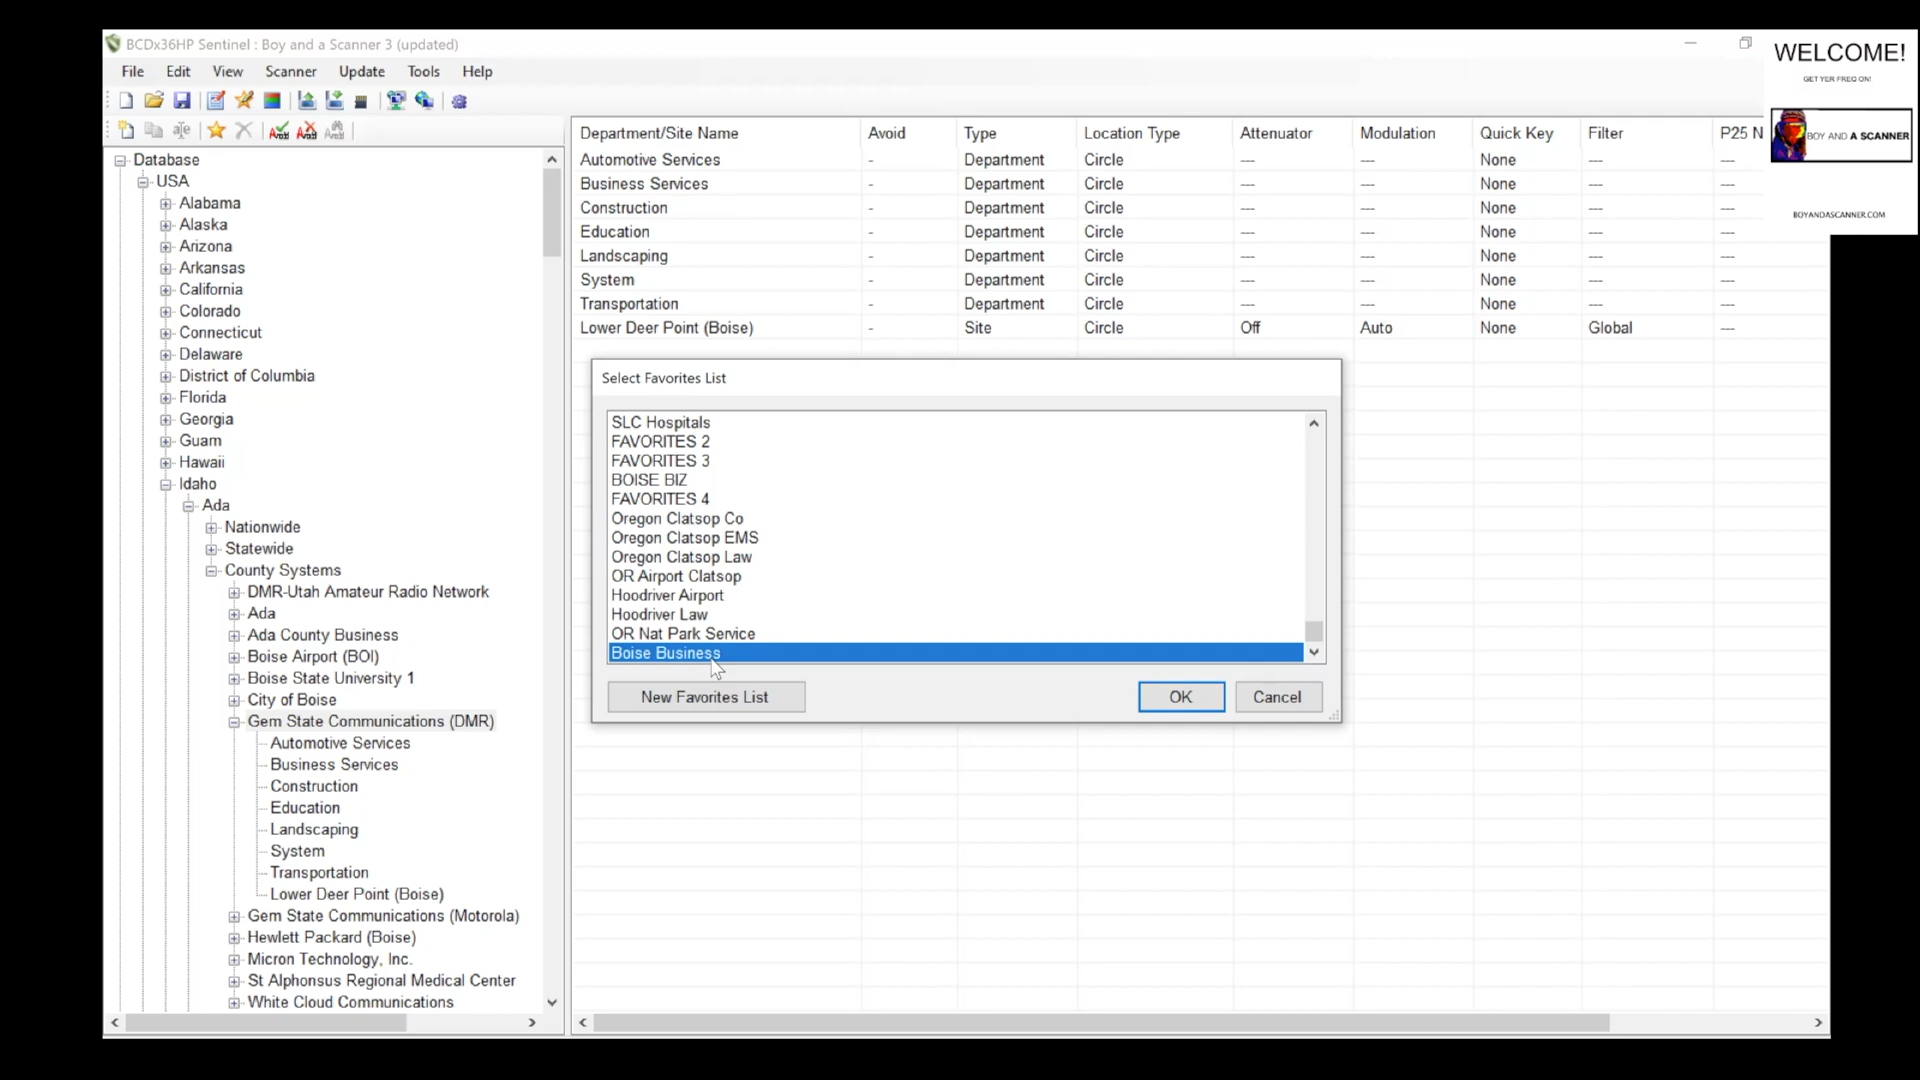 BCDx36HP Sentinel : Boy and a Scanner 3 (updated)
File Edit View Scanner Update Tools Help
WELCOME!
GET YER FREQ ON!
BOY AND A SCANNER
BOYANDASCANNER.COM
Database
USA
Alabama
Alaska
Arizona
Arkansas
California
Colorado
Connecticut
Delaware
District of Columbia
Florida
Georgia
Guam
Hawaii
Idaho
Ada
Nationwide
Statewide
County Systems
DMR-Utah Amateur Radio Network
Ada
Ada County Business
Boise Airport (BOI)
Boise State University 1
City of Boise
Gem State Communications (DMR)
Automotive Services
Business Services
Construction
Education
Landscaping
System
Transportation
Lower Deer Point (Boise)
Gem State Communications (Motorola)
Hewlett Packard (Boise)
Micron Technology, Inc.
St Alphonsus Regional Medical Center
White Cloud Communications
Department/Site Name Avoid Type Location Type Attenuator Modulation Quick Key Filter P25 N
Automotive Services - Department Circle --- --- None --- ---
Business Services - Department Circle --- --- None --- ---
Construction - Department Circle --- --- None --- ---
Education - Department Circle --- --- None --- ---
Landscaping - Department Circle --- --- None --- ---
System - Department Circle --- --- None --- ---
Transportation - Department Circle --- --- None --- ---
Lower Deer Point (Boise) - Site Circle Off Auto None Global ---
Select Favorites List
SLC Hospitals
FAVORITES 2
FAVORITES 3
BOISE BIZ
FAVORITES 4
Oregon Clatsop Co
Oregon Clatsop EMS
Oregon Clatsop Law
OR Airport Clatsop
Hoodriver Airport
Hoodriver Law
OR Nat Park Service
Boise Business
New Favorites List OK Cancel